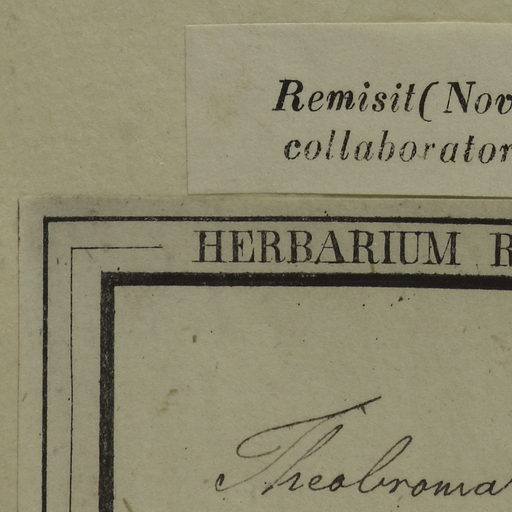 Remisit (Nov
collaborator
HERBARIUM R
Theobroma